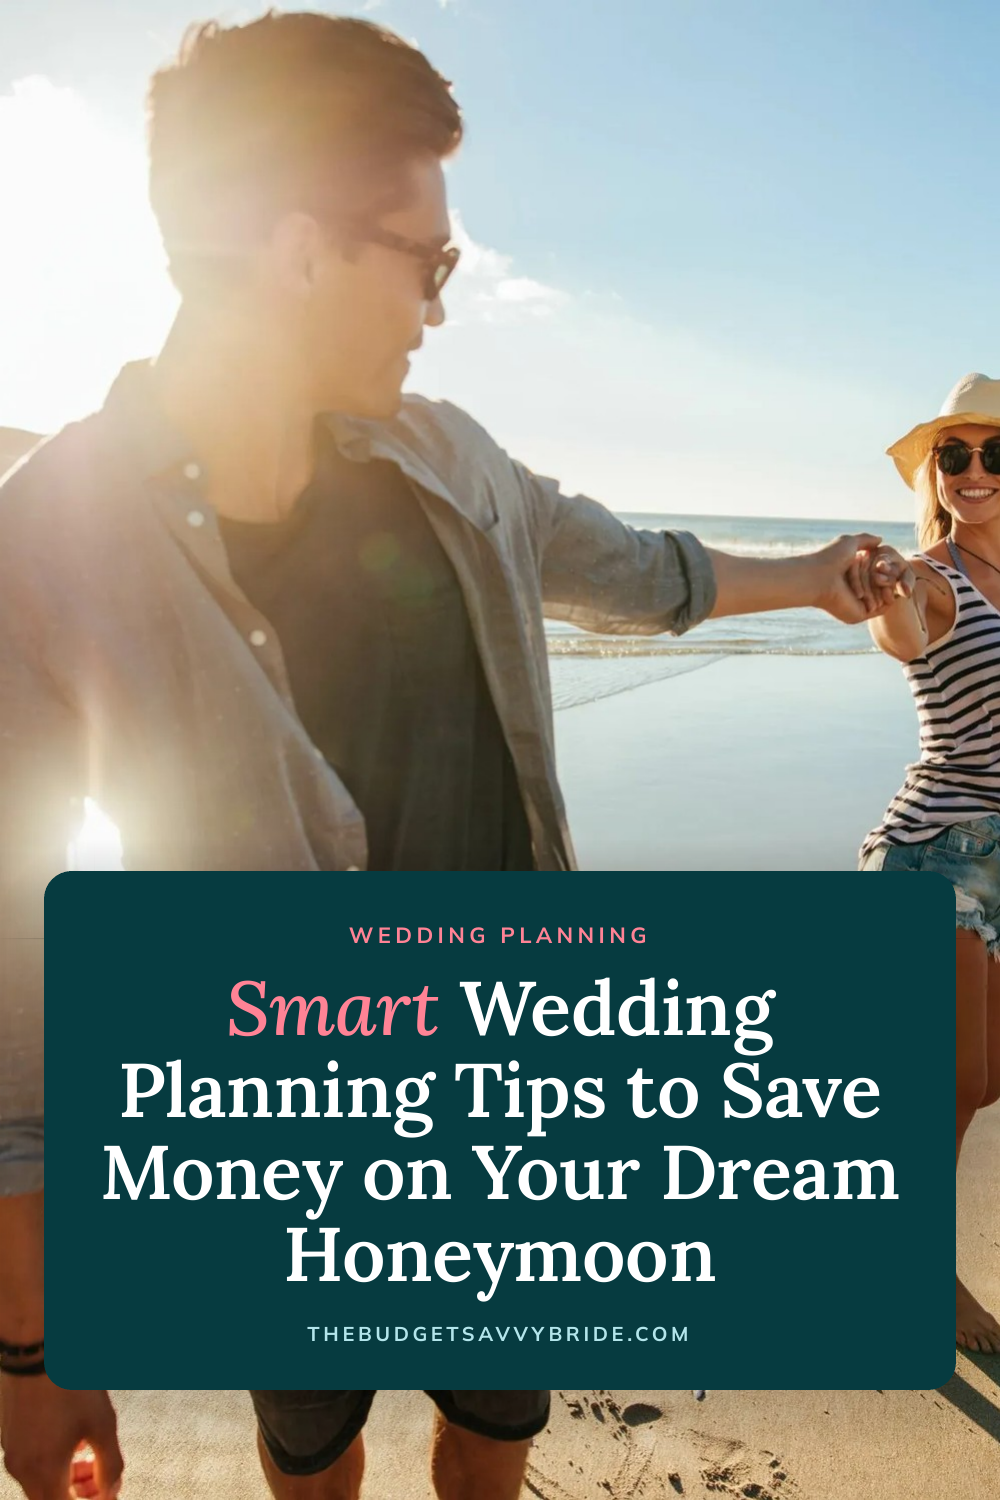 WEDDING PLANNING
Smart Wedding
Planning Tips to Save
Money on Your Dream
Honeymoon
THEBUDGETSAVVYBRIDE.COM